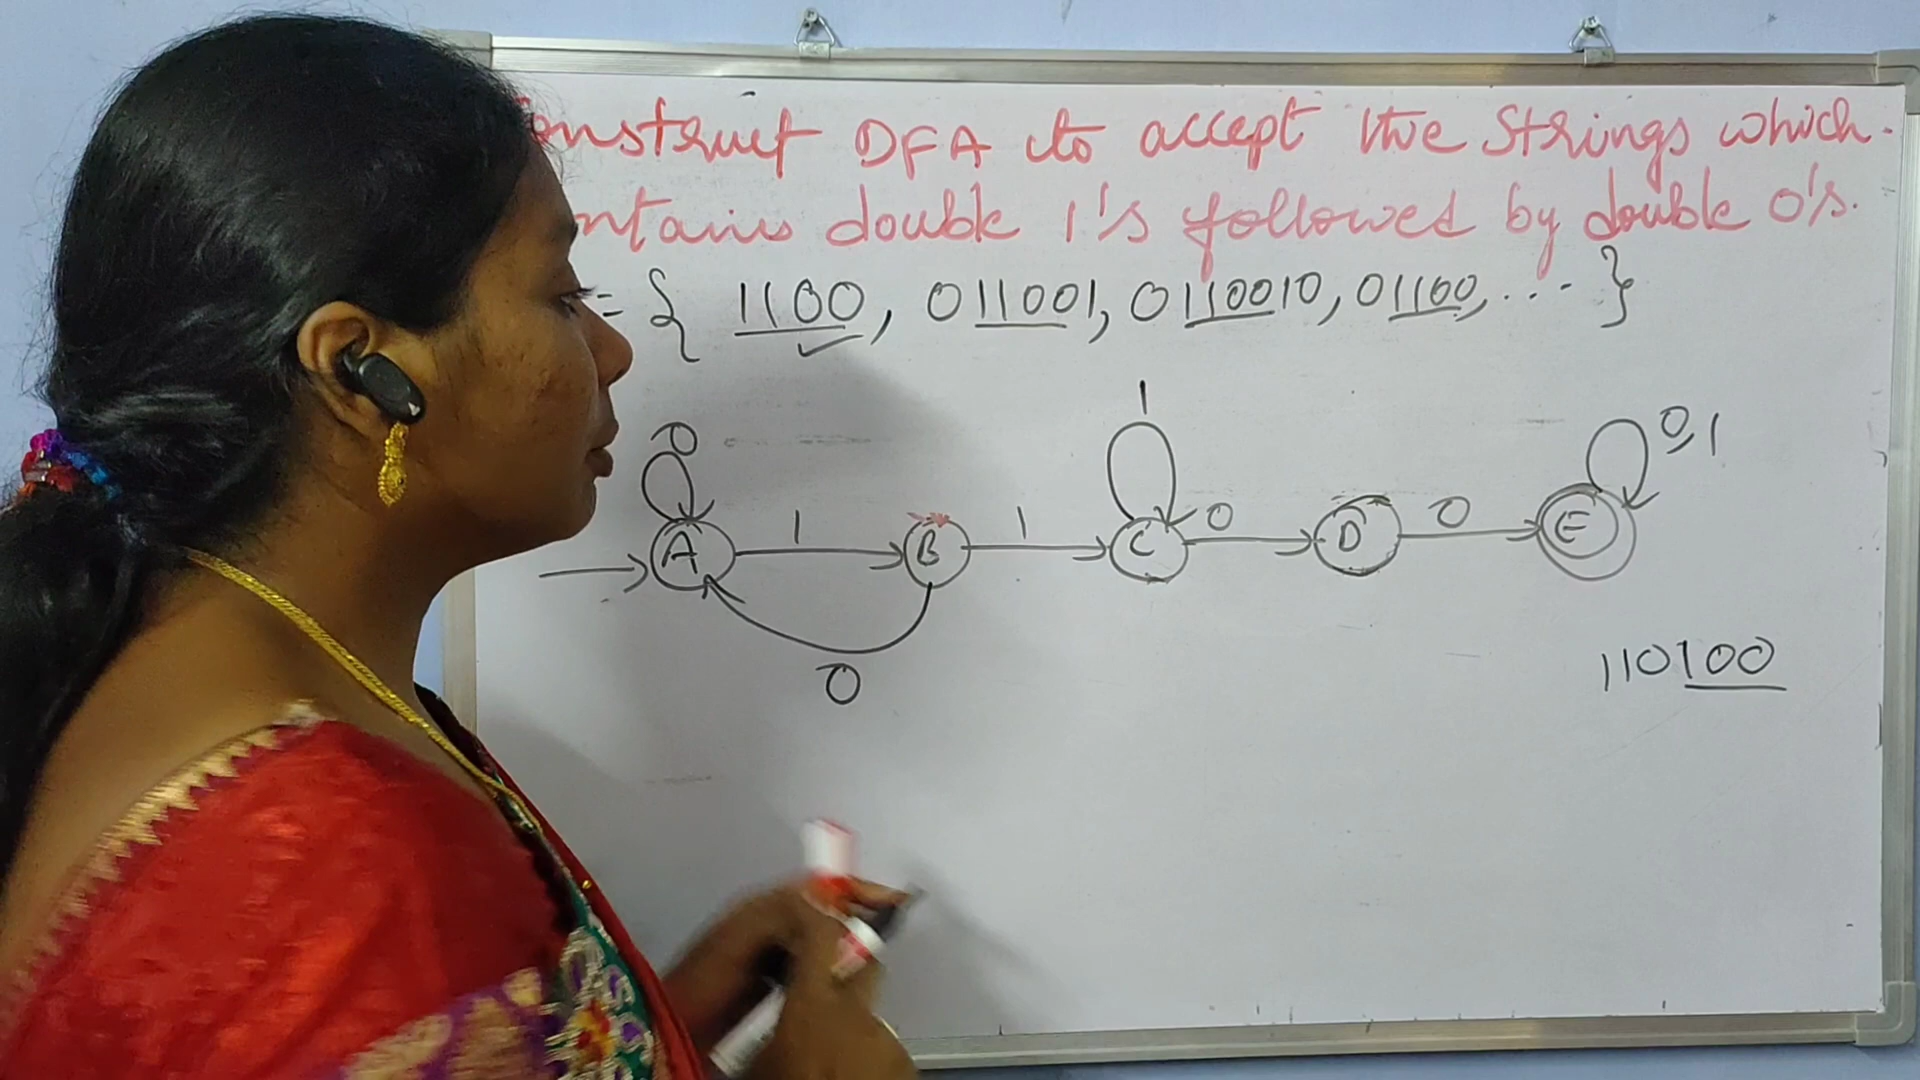 onstruct DFA to accept the strings which
ntains double 1's followed by double 0's.
= { 1100, 011001, 0110010, 01100, ... }
1
0 0,1
1 1 0 0
A B C D E
0
110100